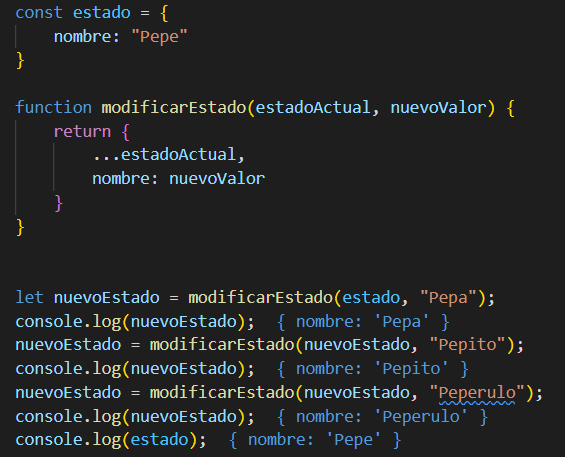 const estado = {
    nombre: "Pepe"
}
function modificarEstado(estadoActual, nuevoValor) {
    return {
        ...estadoActual,
        nombre: nuevoValor
    }
}
let nuevoEstado = modificarEstado(estado, "Pepa");
console.log(nuevoEstado);  { nombre: 'Pepa' }
nuevoEstado = modificarEstado(nuevoEstado, "Pepito");
console.log(nuevoEstado);  { nombre: 'Pepito' }
nuevoEstado = modificarEstado(nuevoEstado, "Peperulo");
console.log(nuevoEstado);  { nombre: 'Peperulo' }
console.log(estado);  { nombre: 'Pepe' }